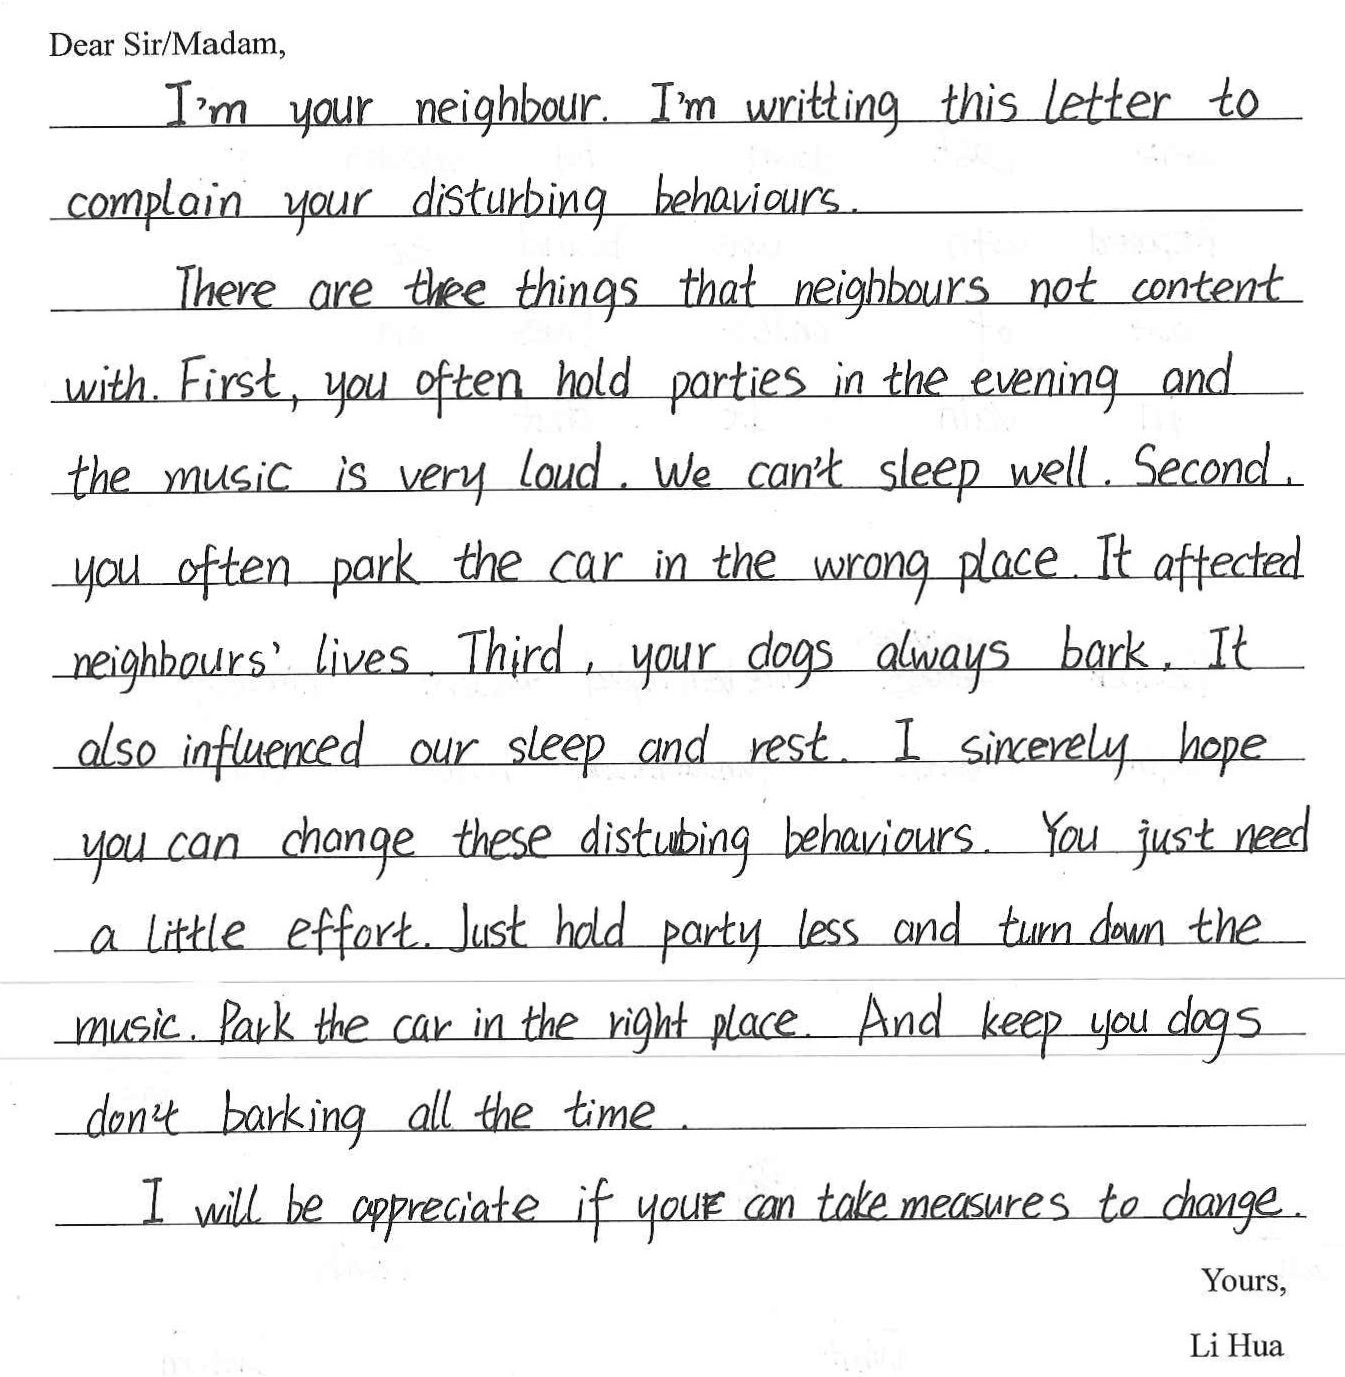 Dear Sir/Madam,
I'm your neighbour. I'm writting this letter to
complain your disturbing behaviours.
There are thee things that neighbours not content
with. First, you often hold parties in the evening and
the music is very loud. We can't sleep well. Second,
you often park the car in the wrong place. It affected
neighbours' lives. Third, your dogs always bark. It
also influenced our sleep and rest. I sincerely hope
you can change these distubing behaviours. You just need
a little effort. Just hold party less and turn down the
music. Park the car in the right place. And keep you dogs
don't barking all the time.
I will be appreciate if you can take measures to change.
Yours,
Li Hua